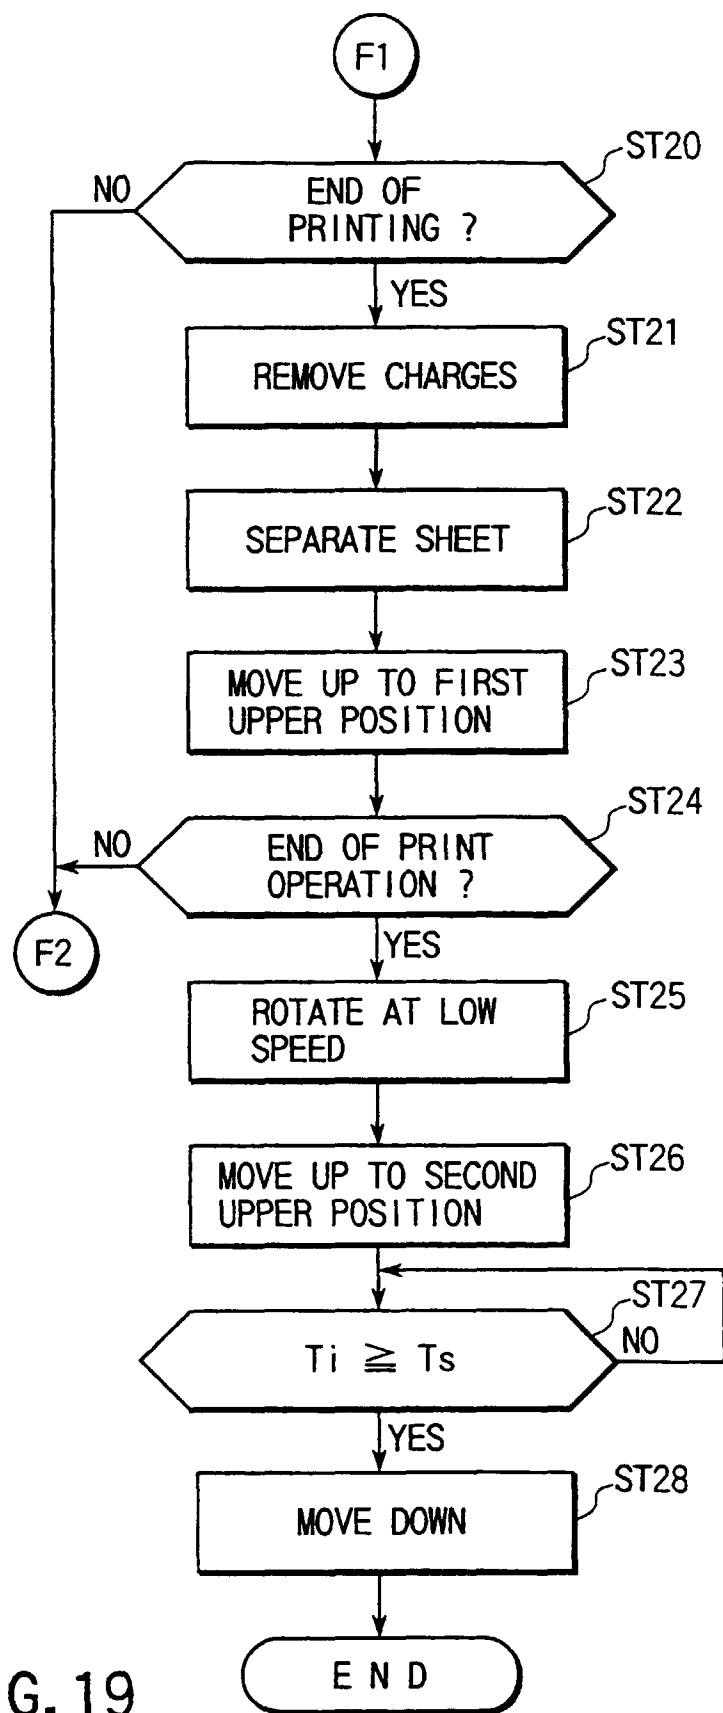 F1
ST20
NO
END OF
PRINTING ?
YES
ST21
REMOVE CHARGES
ST22
SEPARATE SHEET
ST23
MOVE UP TO FIRST
UPPER POSITION
ST24
NO
END OF PRINT
OPERATION ?
F2
YES
ST25
ROTATE AT LOW
SPEED
ST26
MOVE UP TO SECOND
UPPER POSITION
ST27
NO
Ti ≧ Ts
YES
ST28
MOVE DOWN
END
G. 19